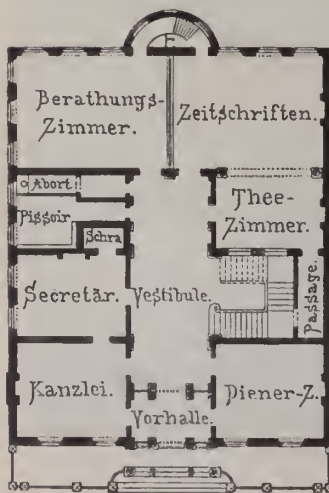 Berathungs-
Zimmer.
Zeitschriften.
Abort
Pissoir
Schra
Thee-
Zimmer.
Secretär.
Vestibule.
Passage.
Kanzlei.
Vorhalle.
Diener-Z.